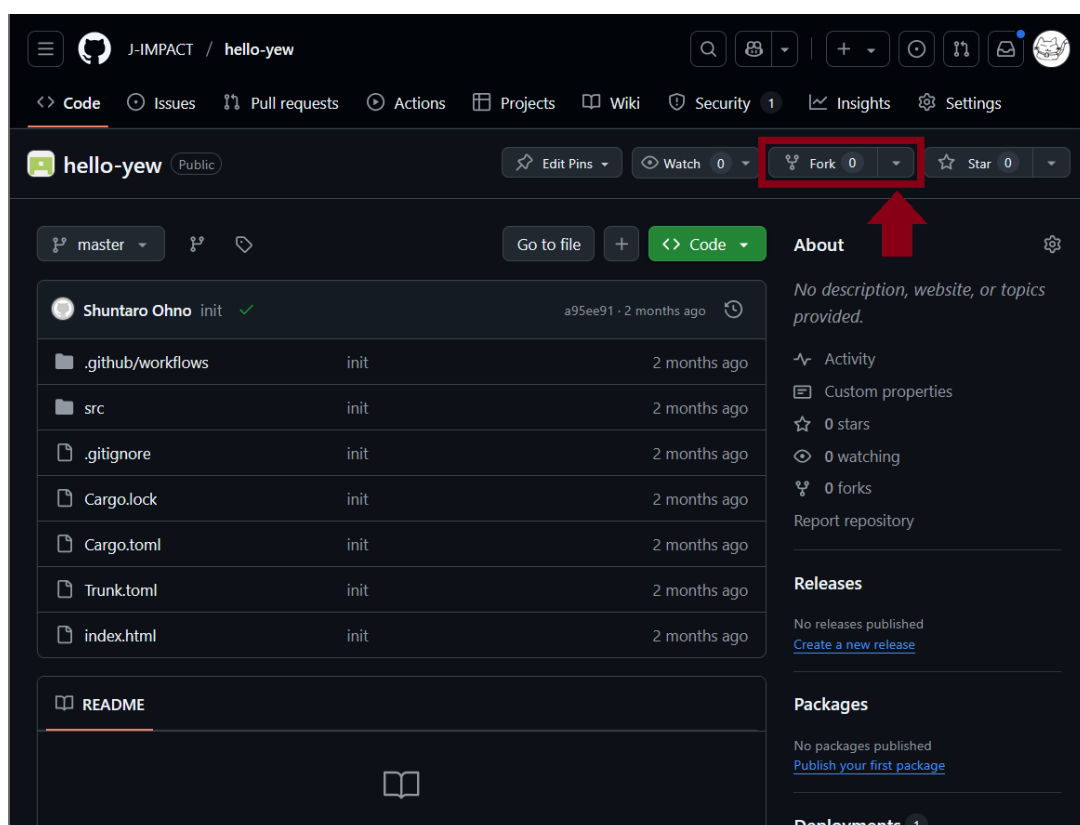 J-IMPACT / hello-yew
Code Issues Pull requests Actions Projects Wiki Security 1 Insights Settings
hello-yew Public Edit Pins Watch 0 Fork 0 Star 0
master Go to file + Code
Shuntaro Ohno init a95ee91 · 2 months ago
.github/workflows init 2 months ago
src init 2 months ago
.gitignore init 2 months ago
Cargo.lock init 2 months ago
Cargo.toml init 2 months ago
Trunk.toml init 2 months ago
index.html init 2 months ago
README
About
No description, website, or topics
provided.
Activity
Custom properties
0 stars
0 watching
0 forks
Report repository
Releases
No releases published
Create a new release
Packages
No packages published
Publish your first package
Deployments 1